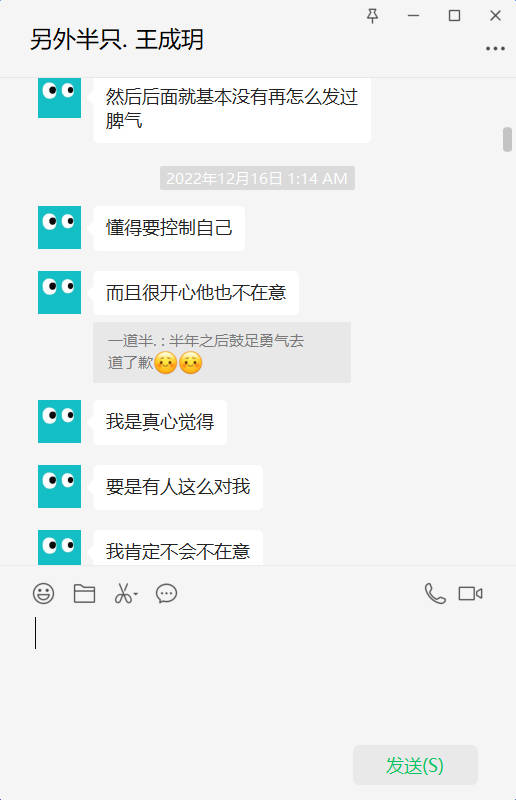 另外半只. 王成玥
然后后面就基本没有再怎么发过
脾气
2022年12月16日 1:14 AM
懂得要控制自己
而且很开心他也不在意
一道半. : 半年之后鼓足勇气去
道了歉
我是真心觉得
要是有人这么对我
我肯定不会不在意
发送(S)